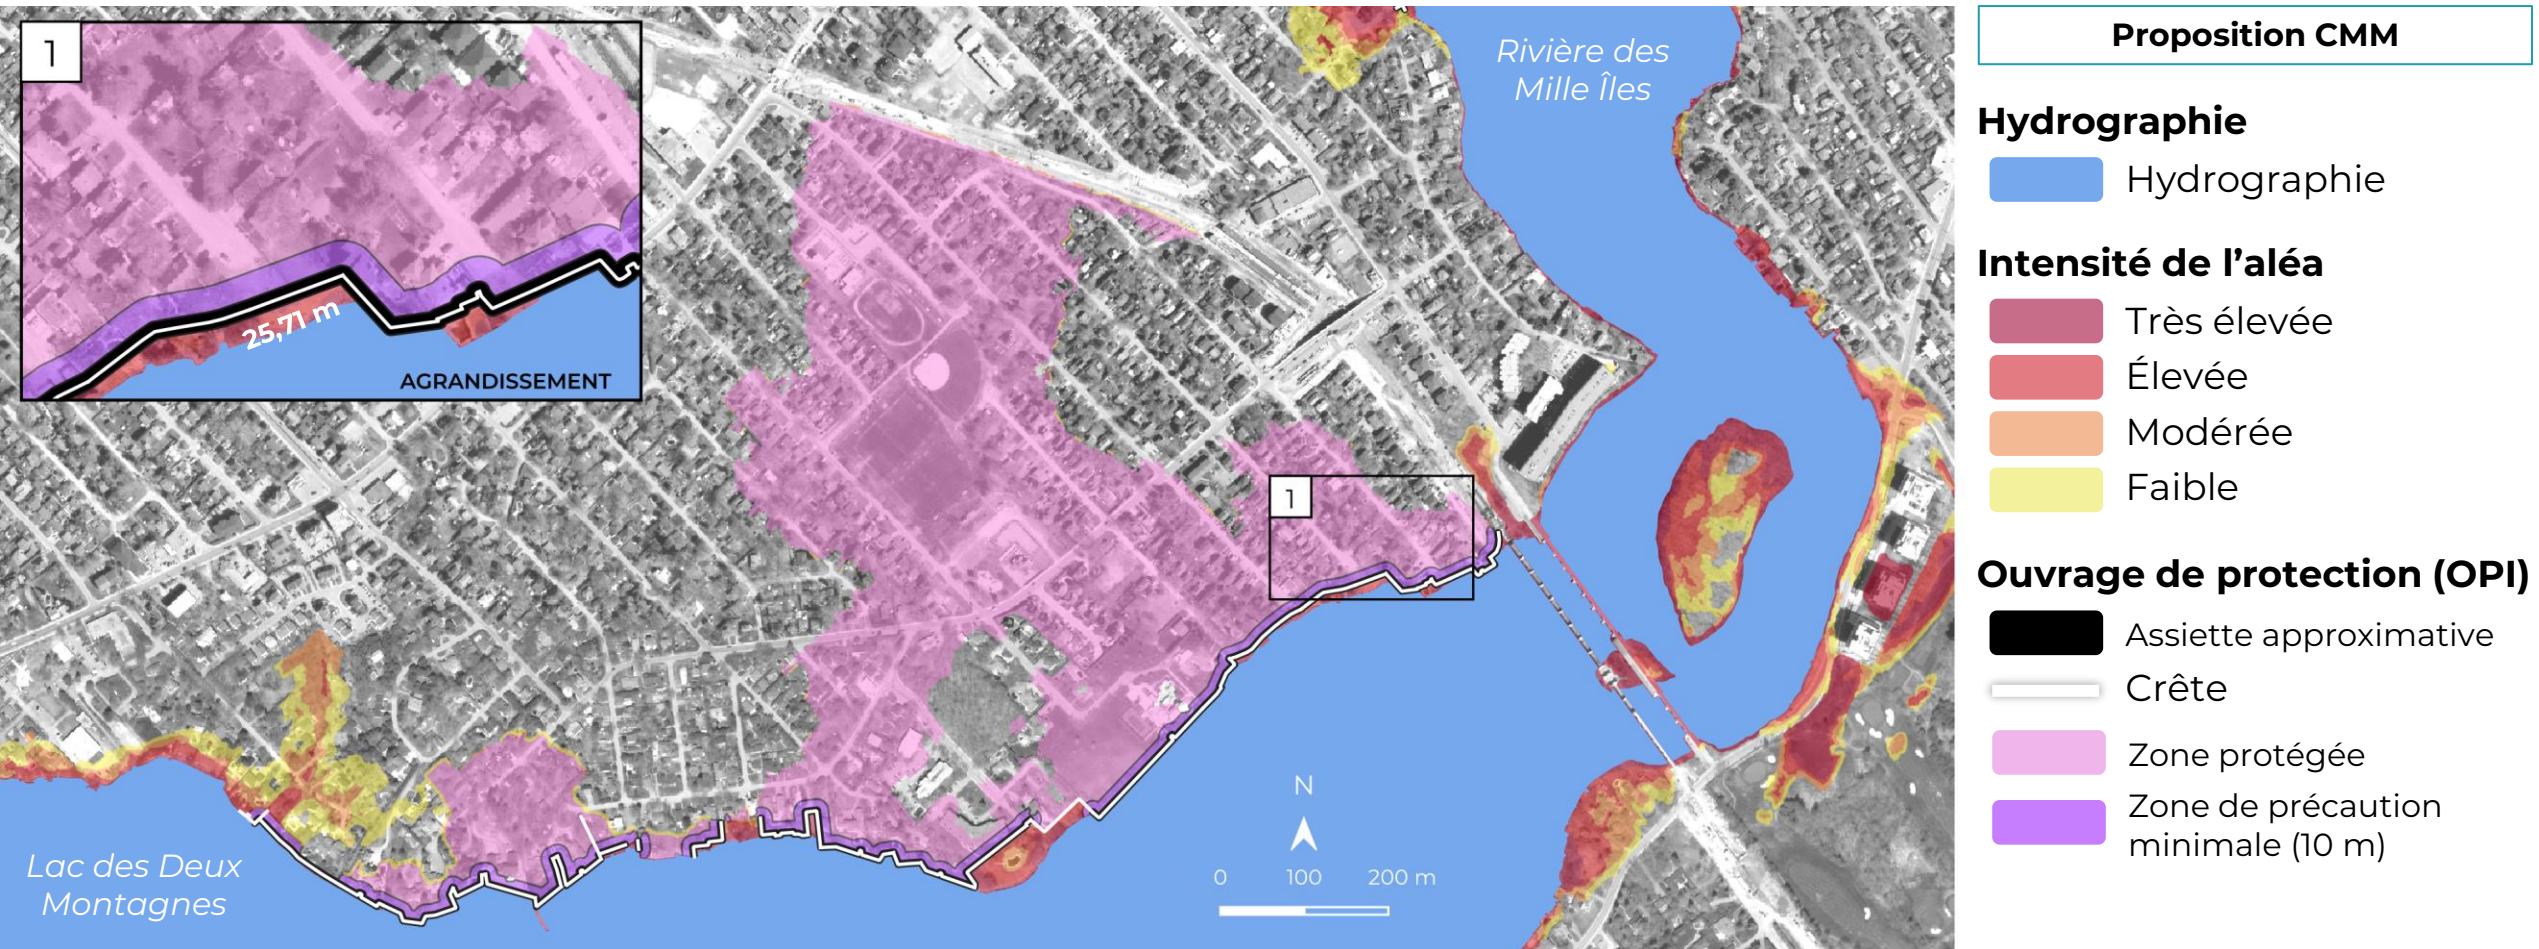 1
25,71 m
AGRANDISSEMENT
Rivière des
Mille Îles
1
Lac des Deux
Montagnes
N
0 100 200 m
Proposition CMM
Hydrographie
Hydrographie
Intensité de l’aléa
Très élevée
Élevée
Modérée
Faible
Ouvrage de protection (OPI)
Assiette approximative
Crête
Zone protégée
Zone de précaution
minimale (10 m)